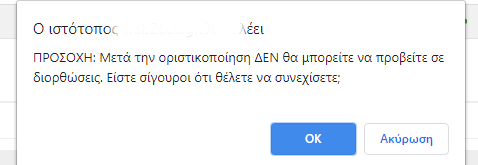 Ο ιστότοπος λέει
ΠΡΟΣΟΧΗ: Μετά την οριστικοποίηση ΔΕΝ θα μπορείτε να προβείτε σε
διορθώσεις. Είστε σίγουροι ότι θέλετε να συνεχίσετε;
OK Ακύρωση